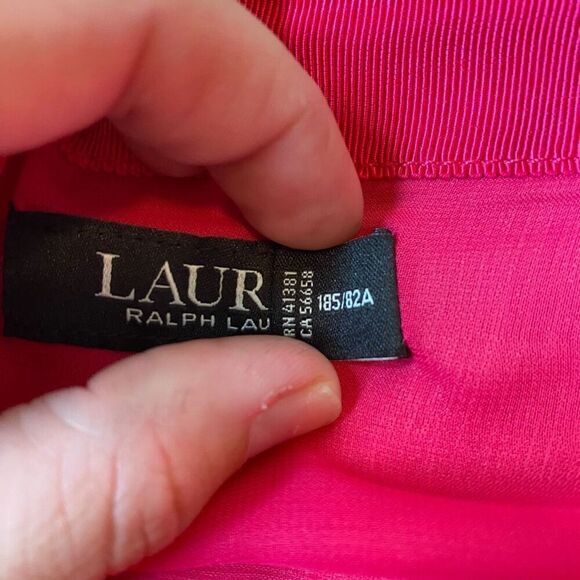 LAUR
RALPH LAU
RN 41381
CA 56658
185/82A